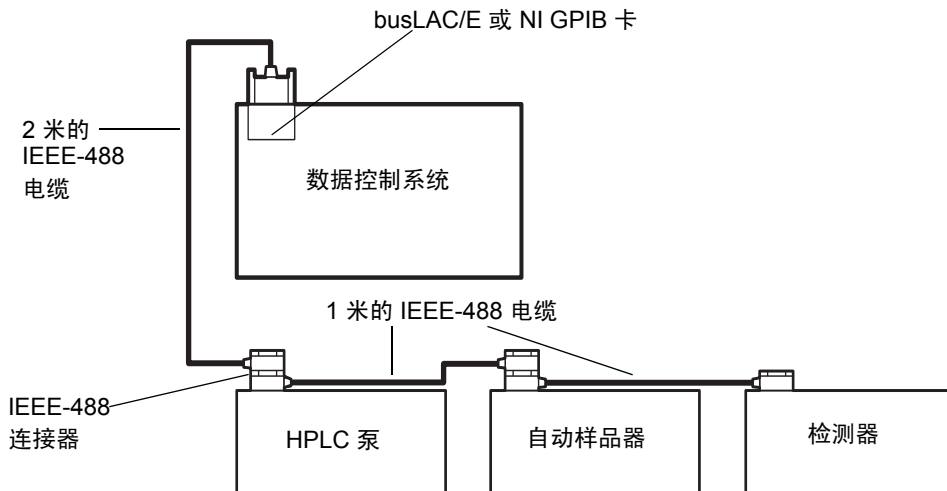 busLAC/E 或 NI GPIB 卡
2 米的
IEEE-488
电缆
数据控制系统
1 米的 IEEE-488 电缆
IEEE-488
连接器
HPLC 泵
自动样品器
检测器